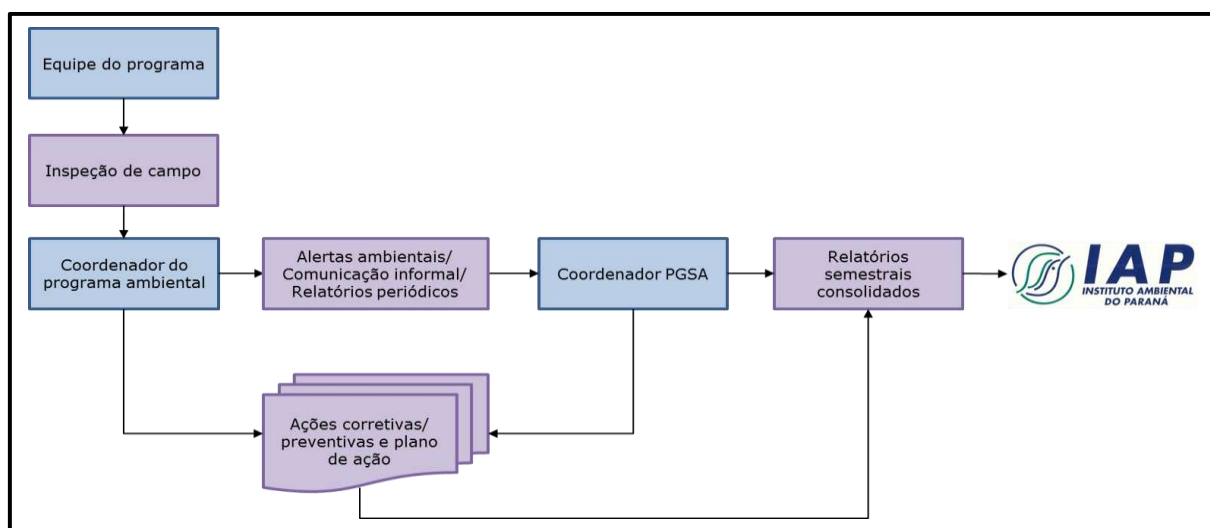 Equipe do programa
Inspeção de campo
Coordenador do
programa ambiental
Alertas ambientais/
Comunicação informal/
Relatórios periódicos
Coordenador PGSA
Relatórios
semestrais
consolidados
IAP
INSTITUTO AMBIENTAL
DO PARANÁ
Ações corretivas/
preventivas e plano
de ação